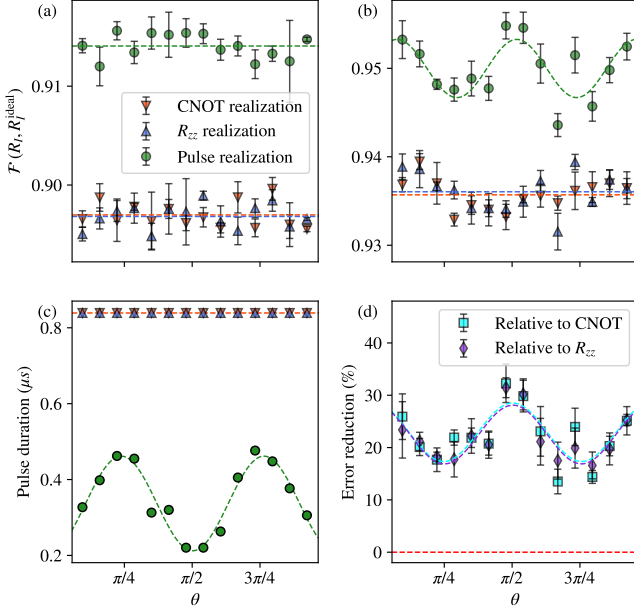 (a)
(b)
0.91
0.90
F (R_I, R_I^ideal)
CNOT realization
R_zz realization
Pulse realization
0.95
0.94
0.93
(c)
(d)
0.8
0.6
0.4
0.2
Pulse duration (μs)
π/4
π/2
3π/4
θ
Relative to CNOT
Relative to R_zz
40
30
20
10
0
Error reduction (%)
π/4
π/2
3π/4
θ